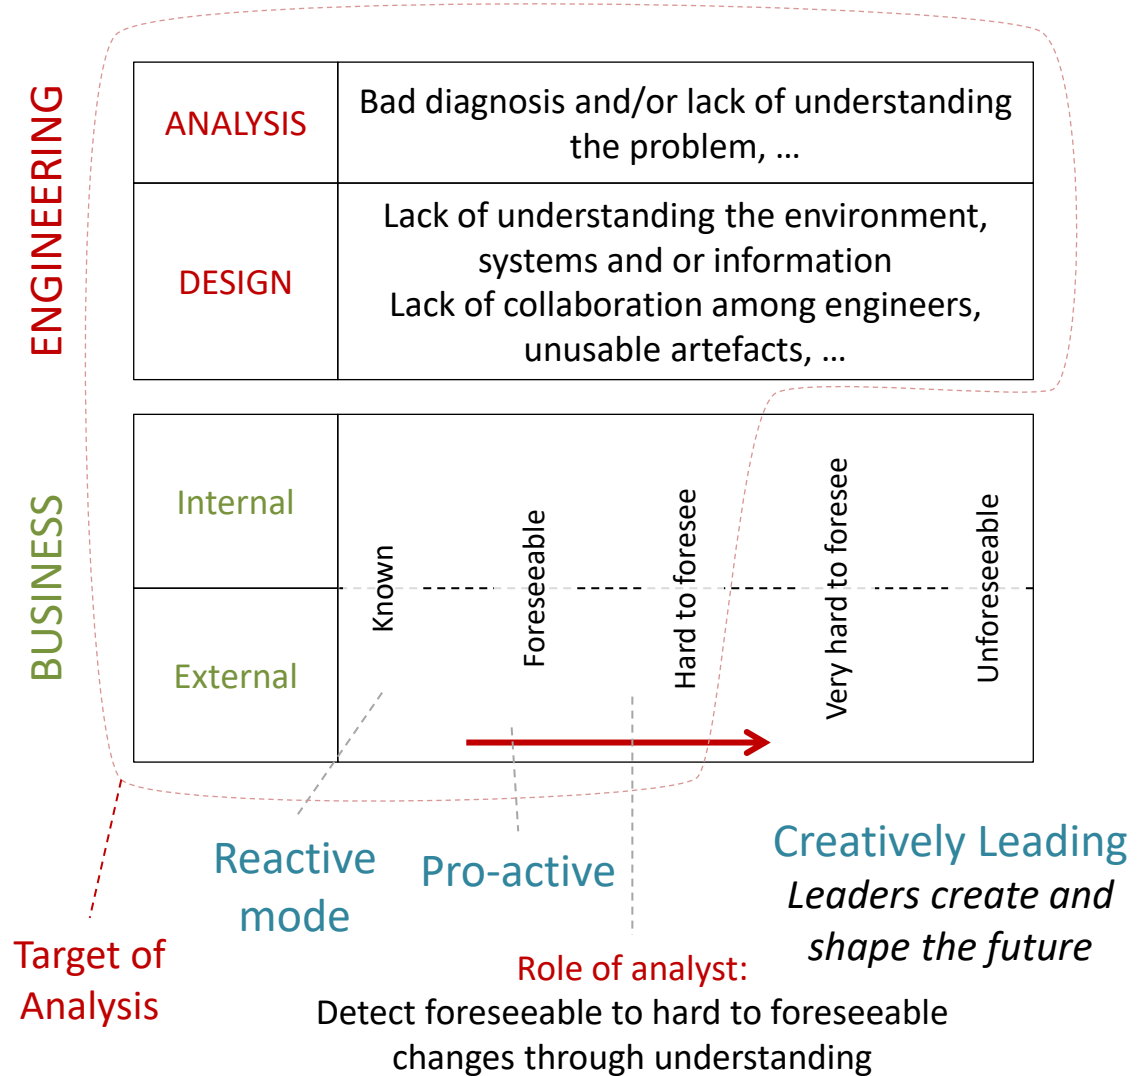 ENGINEERING
ANALYSIS
Bad diagnosis and/or lack of understanding
the problem, …
DESIGN
Lack of understanding the environment,
systems and or information
Lack of collaboration among engineers,
unusable artefacts, …
BUSINESS
Internal
External
Known
Foreseeable
Hard to foresee
Very hard to foresee
Unforeseeable
Reactive
mode
Pro-active
Creatively Leading
Leaders create and
shape the future
Target of
Analysis
Role of analyst:
Detect foreseeable to hard to foreseeable
changes through understanding